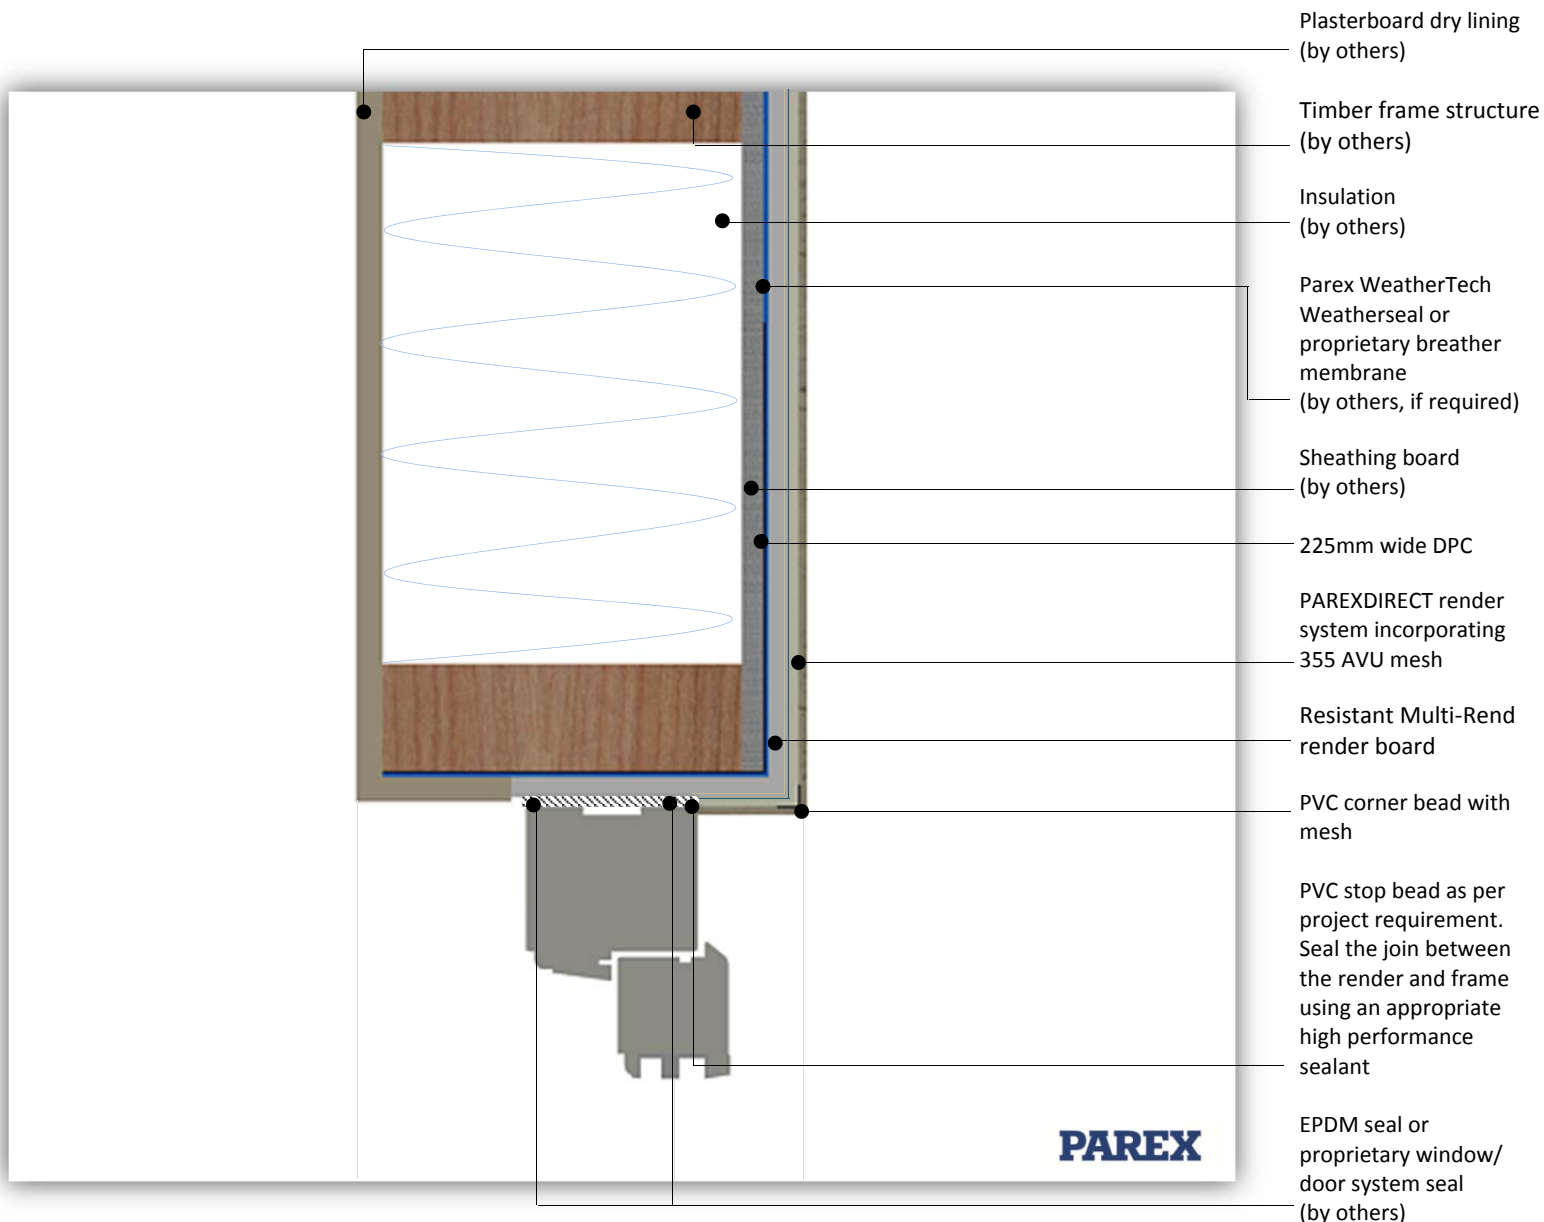 Plasterboard dry lining
(by others)
Timber frame structure
(by others)
Insulation
(by others)
Parex WeatherTech
Weatherseal or
proprietary breather
membrane
(by others, if required)
Sheathing board
(by others)
225mm wide DPC
PAREXDIRECT render
system incorporating
355 AVU mesh
Resistant Multi-Rend
render board
PVC corner bead with
mesh
PVC stop bead as per
project requirement.
Seal the join between
the render and frame
using an appropriate
high performance
sealant
EPDM seal or
proprietary window/
door system seal
(by others)
PAREX